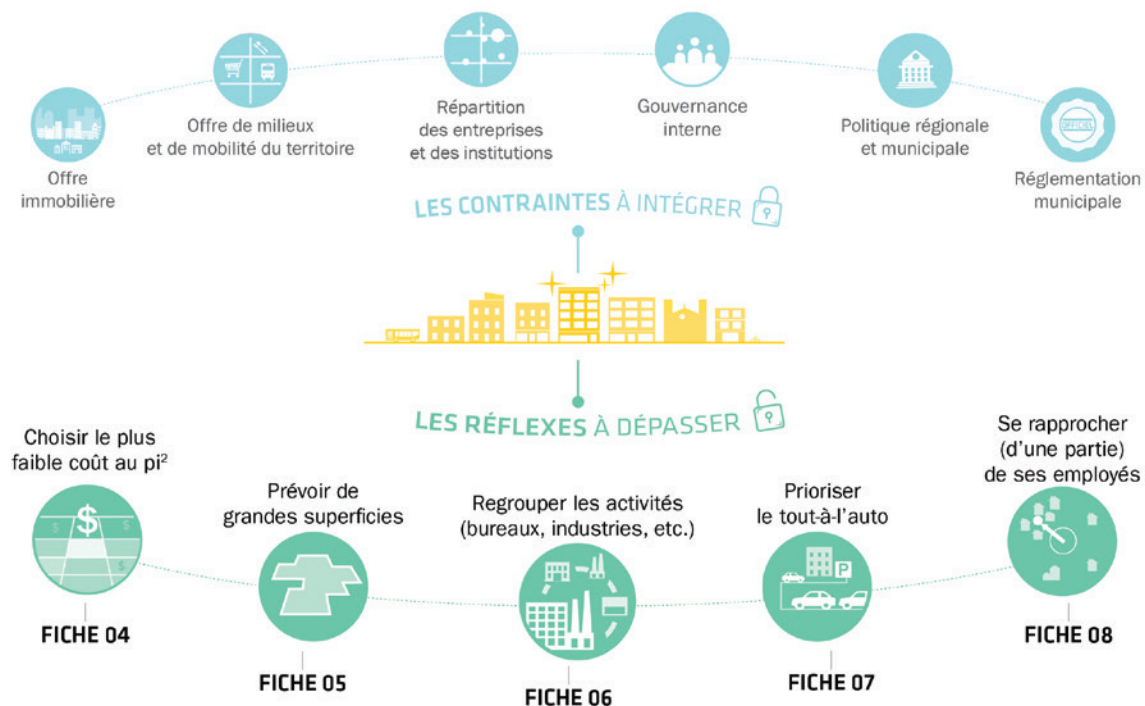 Offre
immobilière
Offre de milieux
et de mobilité du territoire
Répartition
des entreprises
et des institutions
Gouvernance
interne
Politique régionale
et municipale
OFFICIEL
Réglementation
municipale
LES CONTRAINTES À INTÉGRER
LES RÉFLEXES À DÉPASSER
Choisir le plus
faible coût au pi²
$
$
$
$
FICHE 04
Prévoir de
grandes superficies
FICHE 05
Regrouper les activités
(bureaux, industries, etc.)
FICHE 06
Prioriser
le tout-à-l'auto
P
FICHE 07
Se rapprocher
(d'une partie)
de ses employés
FICHE 08